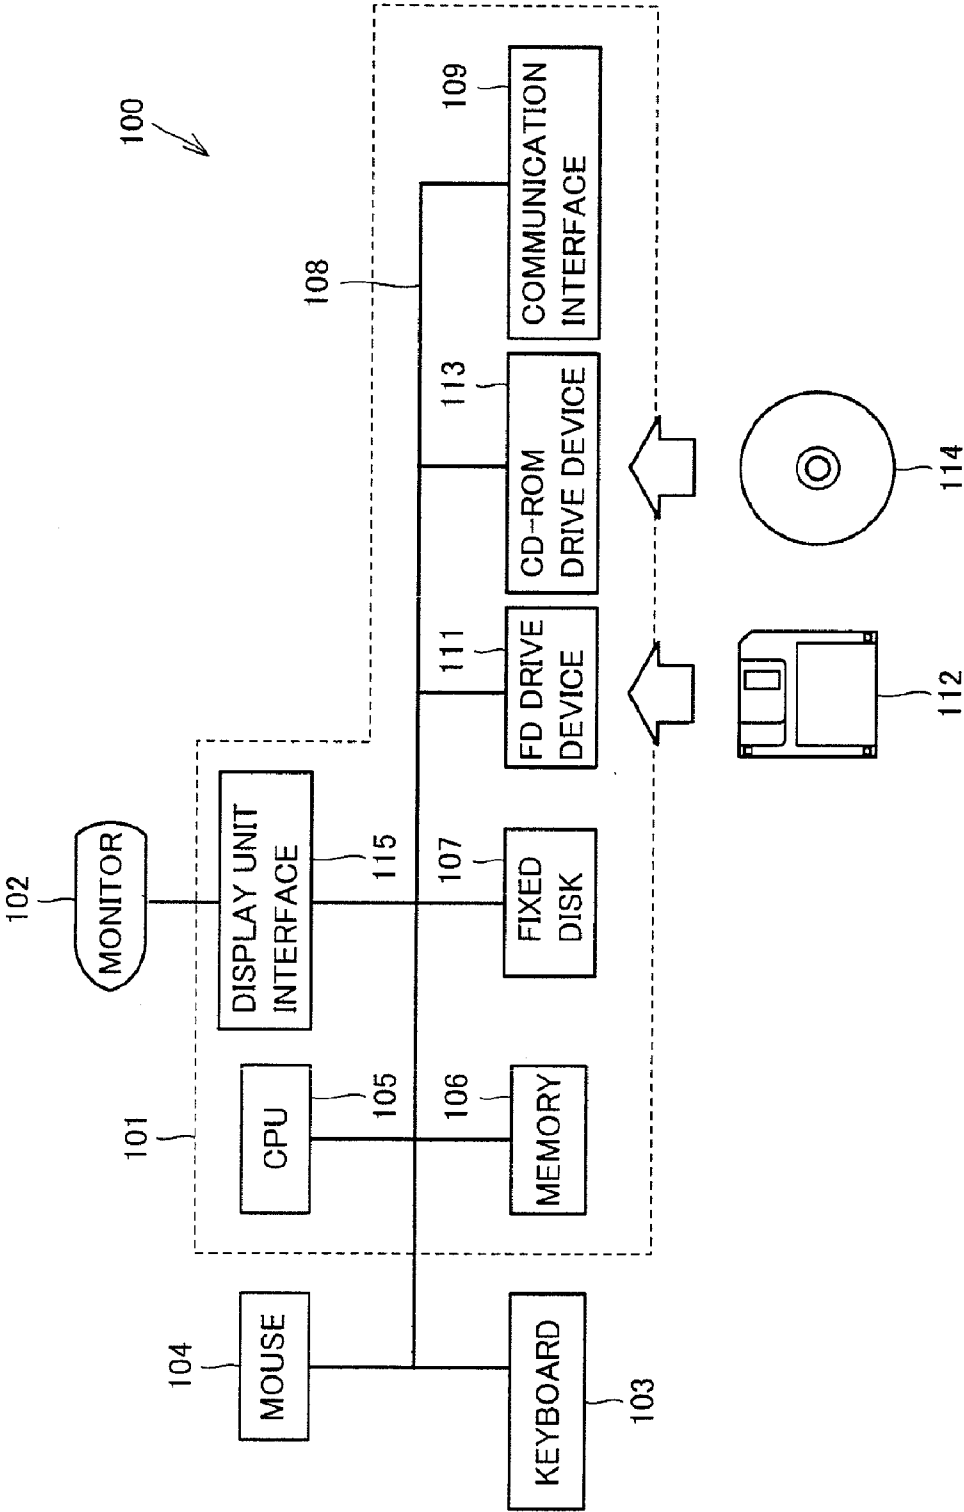 100
102
MONITOR
101
104
MOUSE
CPU
105
DISPLAY UNIT
INTERFACE
115
108
KEYBOARD
103
106
MEMORY
107
FIXED
DISK
111
FD DRIVE
DEVICE
113
CD-ROM
DRIVE DEVICE
109
COMMUNICATION
INTERFACE
112
114